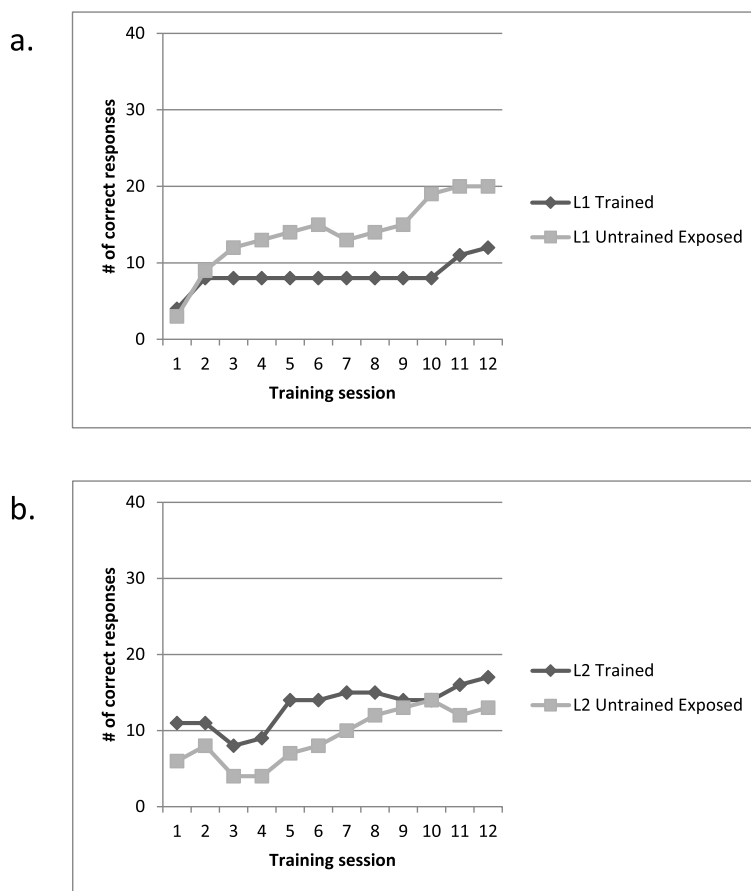 a.
40
30
20
10
0
# of correct responses
1 2 3 4 5 6 7 8 9 10 11 12
Training session
L1 Trained
L1 Untrained Exposed
b.
40
30
20
10
0
# of correct responses
1 2 3 4 5 6 7 8 9 10 11 12
Training session
L2 Trained
L2 Untrained Exposed